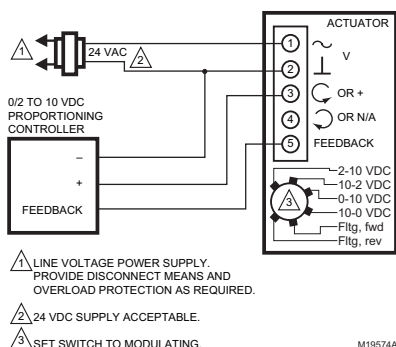 ACTUATOR
1
24 VAC
2
1
V
2
0/2 TO 10 VDC
PROPORTIONING
CONTROLLER
3
OR +
4
OR N/A
5
FEEDBACK
–
+
FEEDBACK
3
2-10 VDC
10-2 VDC
0-10 VDC
10-0 VDC
Fltg, fwd
Fltg, rev
1 LINE VOLTAGE POWER SUPPLY.
PROVIDE DISCONNECT MEANS AND
OVERLOAD PROTECTION AS REQUIRED.
2 24 VDC SUPPLY ACCEPTABLE.
3 SET SWITCH TO MODULATING.
M19574A